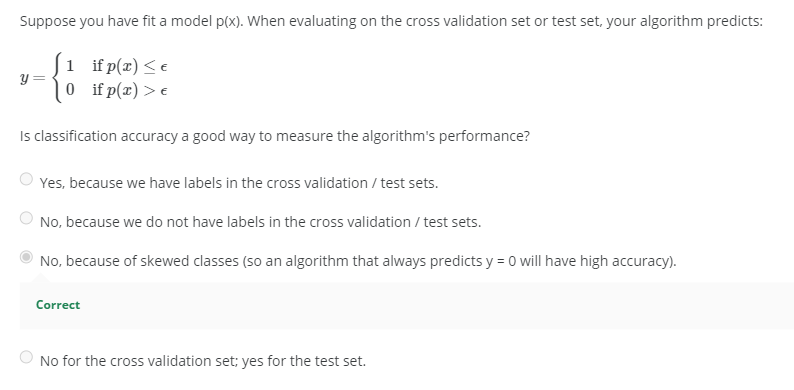 Suppose you have fit a model p(x). When evaluating on the cross validation set or test set, your algorithm predicts:
y = { 1 if p(x) ≤ ϵ
0 if p(x) > ϵ
Is classification accuracy a good way to measure the algorithm's performance?
Yes, because we have labels in the cross validation / test sets.
No, because we do not have labels in the cross validation / test sets.
No, because of skewed classes (so an algorithm that always predicts y = 0 will have high accuracy).
Correct
No for the cross validation set; yes for the test set.